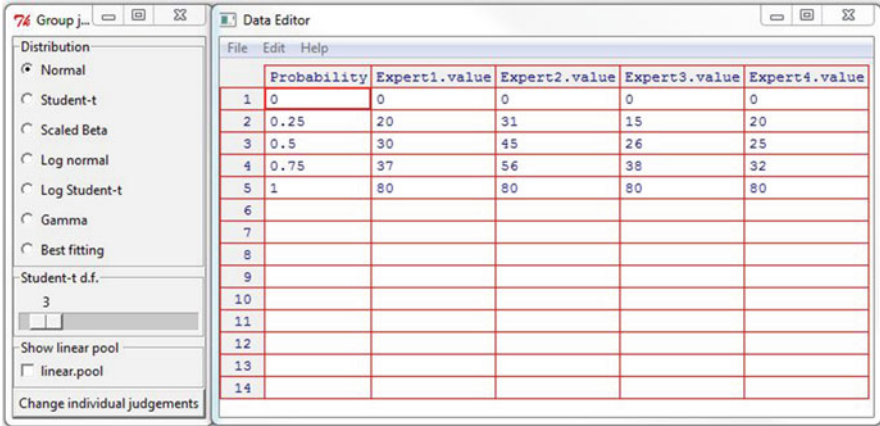 Group j...
Distribution
Normal
Student-t
Scaled Beta
Log normal
Log Student-t
Gamma
Best fitting
Student-t d.f.
3
Show linear pool
linear.pool
Change individual judgements
Data Editor
File Edit Help
Probability Expert1.value Expert2.value Expert3.value Expert4.value
1 0 0 0 0 0
2 0.25 20 31 15 20
3 0.5 30 45 26 25
4 0.75 37 56 38 32
5 1 80 80 80 80
6
7
8
9
10
11
12
13
14